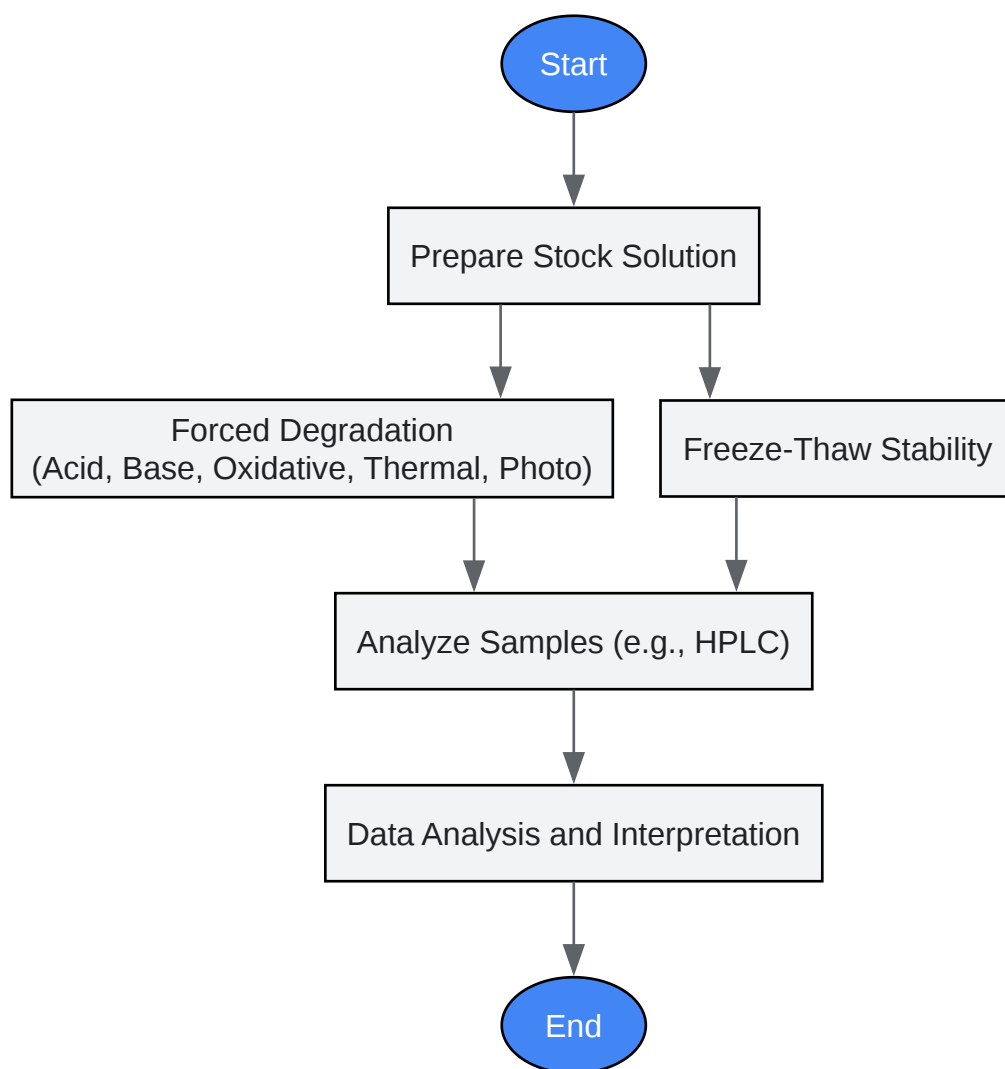 Start
Prepare Stock Solution
Forced Degradation
(Acid, Base, Oxidative, Thermal, Photo)
Freeze-Thaw Stability
Analyze Samples (e.g., HPLC)
Data Analysis and Interpretation
End